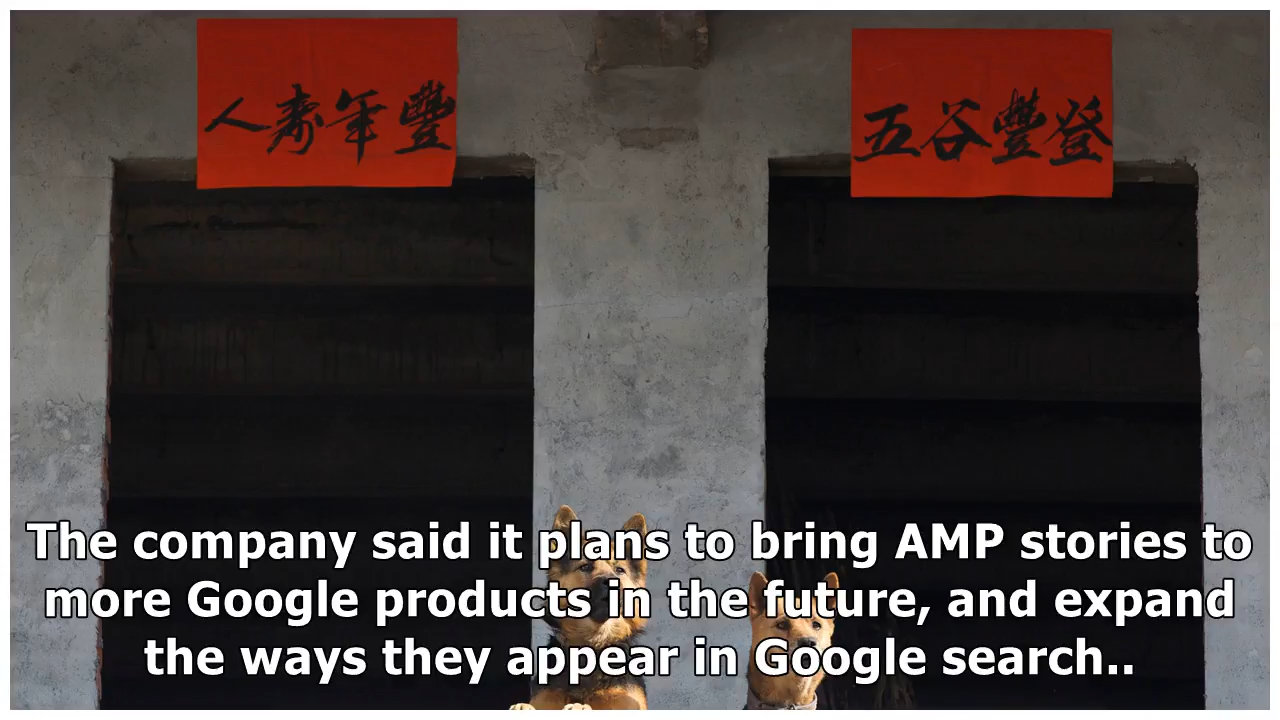 人壽年豐
五谷豐登
The company said it plans to bring AMP stories to
more Google products in the future, and expand
the ways they appear in Google search..